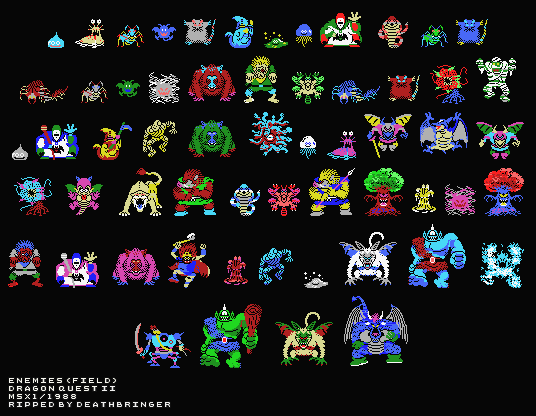 ENEMIES (FIELD)
DRAGON QUEST II
MSX1/1988
RIPPED BY DEATHBRINGER